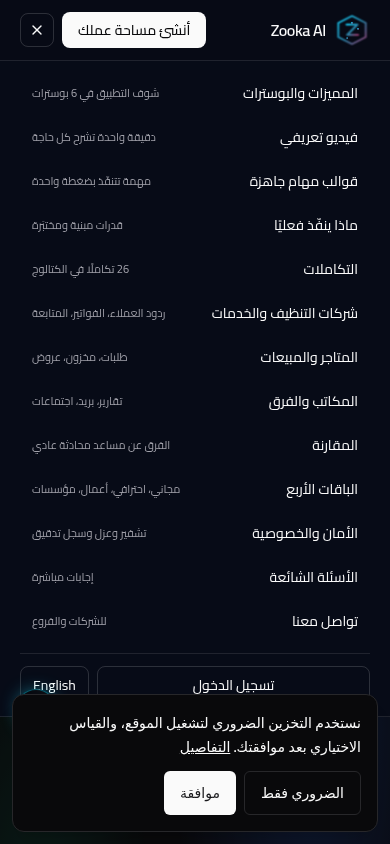 Zooka AI
أنشئ مساحة عملك
المميزات والبوسترات
شوف التطبيق في 6 بوسترات
فيديو تعريفي
دقيقة واحدة تشرح كل حاجة
قوالب مهام جاهزة
مهمة تتنفّذ بضغطة واحدة
ماذا ينفّذ فعليًا
قدرات مبنية ومختبَرة
التكاملات
26 تكاملًا في الكتالوج
شركات التنظيف والخدمات
ردود العملاء، الفواتير، المتابعة
المتاجر والمبيعات
طلبات، مخزون، عروض
المكاتب والفرق
تقارير، بريد، اجتماعات
المقارنة
الفرق عن مساعد محادثة عادي
الباقات الأربع
مجاني، احترافي، أعمال، مؤسسات
الأمان والخصوصية
تشفير وعزل وسجل تدقيق
الأسئلة الشائعة
إجابات مباشرة
تواصل معنا
للشركات والفروع
تسجيل الدخول
English
نستخدم التخزين الضروري لتشغيل الموقع، والقياس
الاختياري بعد موافقتك. التفاصيل
الضروري فقط
موافقة